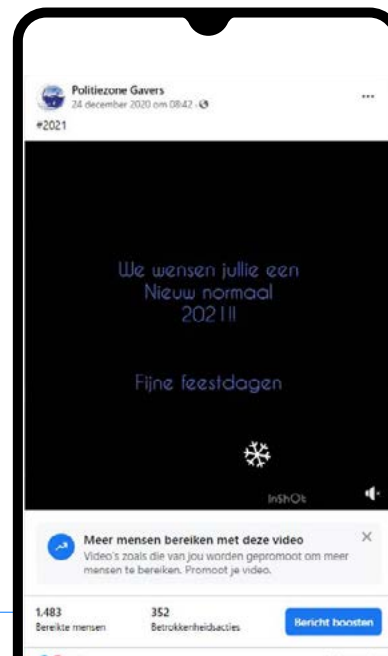 Politiezone Gavers
24 december 2020 om 08:42 ·
#2021
We wensen jullie een
Nieuw normaal
2021!!
Fijne feestdagen
InShOt
Meer mensen bereiken met deze video
Video's zoals die van jou worden gepromoot om meer
mensen te bereiken. Promoot je video.
1.483
Bereikte mensen
352
Betrokkenheidsacties
Bericht boosten